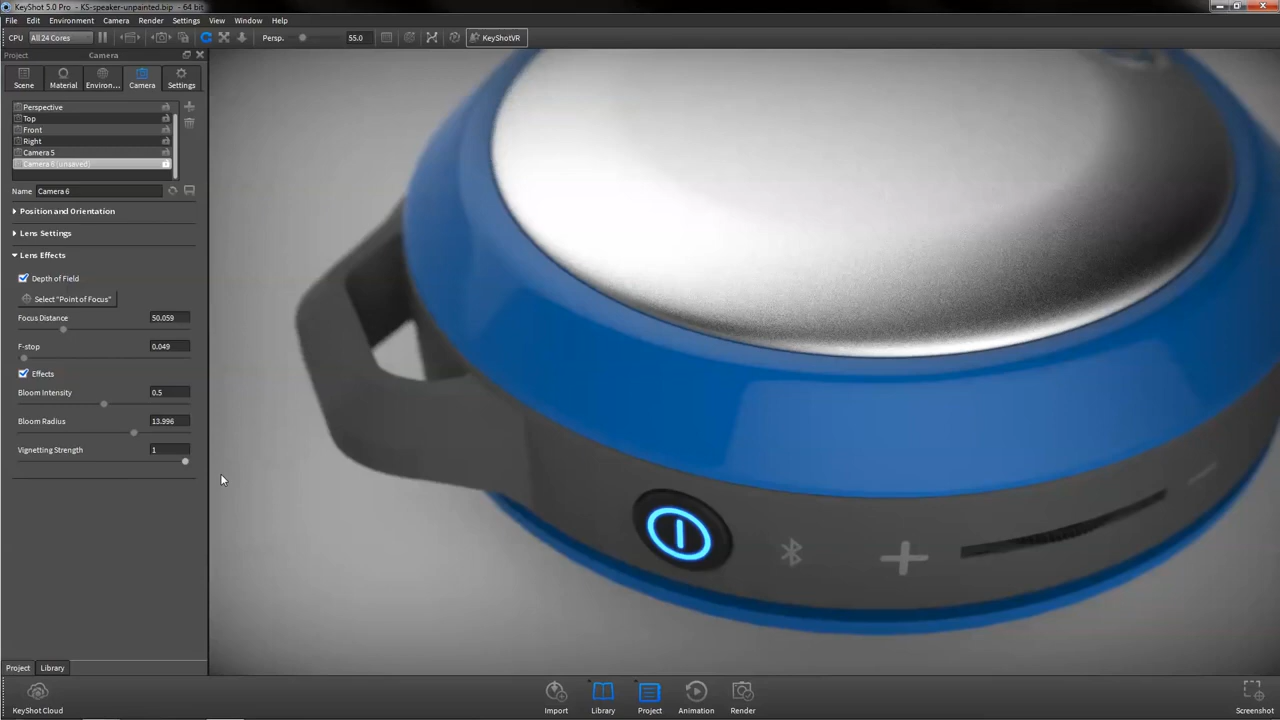 KeyShot 5.0 Pro - KS-speaker-unpainted.bip - 64 bit
File Edit Environment Camera Render Settings View Window Help
CPU All 24 Cores Persp. 55.0 KeyShotVR
Project Camera
Scene Material Environ... Camera Settings
Perspective
Top
Front
Right
Camera 5
Camera 6 (unsaved)
Name Camera 6
Position and Orientation
Lens Settings
Lens Effects
Depth of Field
Select "Point of Focus"
Focus Distance 50.059
F-stop 0.049
Effects
Bloom Intensity 0.5
Bloom Radius 13.996
Vignetting Strength 1
Project Library
KeyShot Cloud Import Library Project Animation Render Screenshot